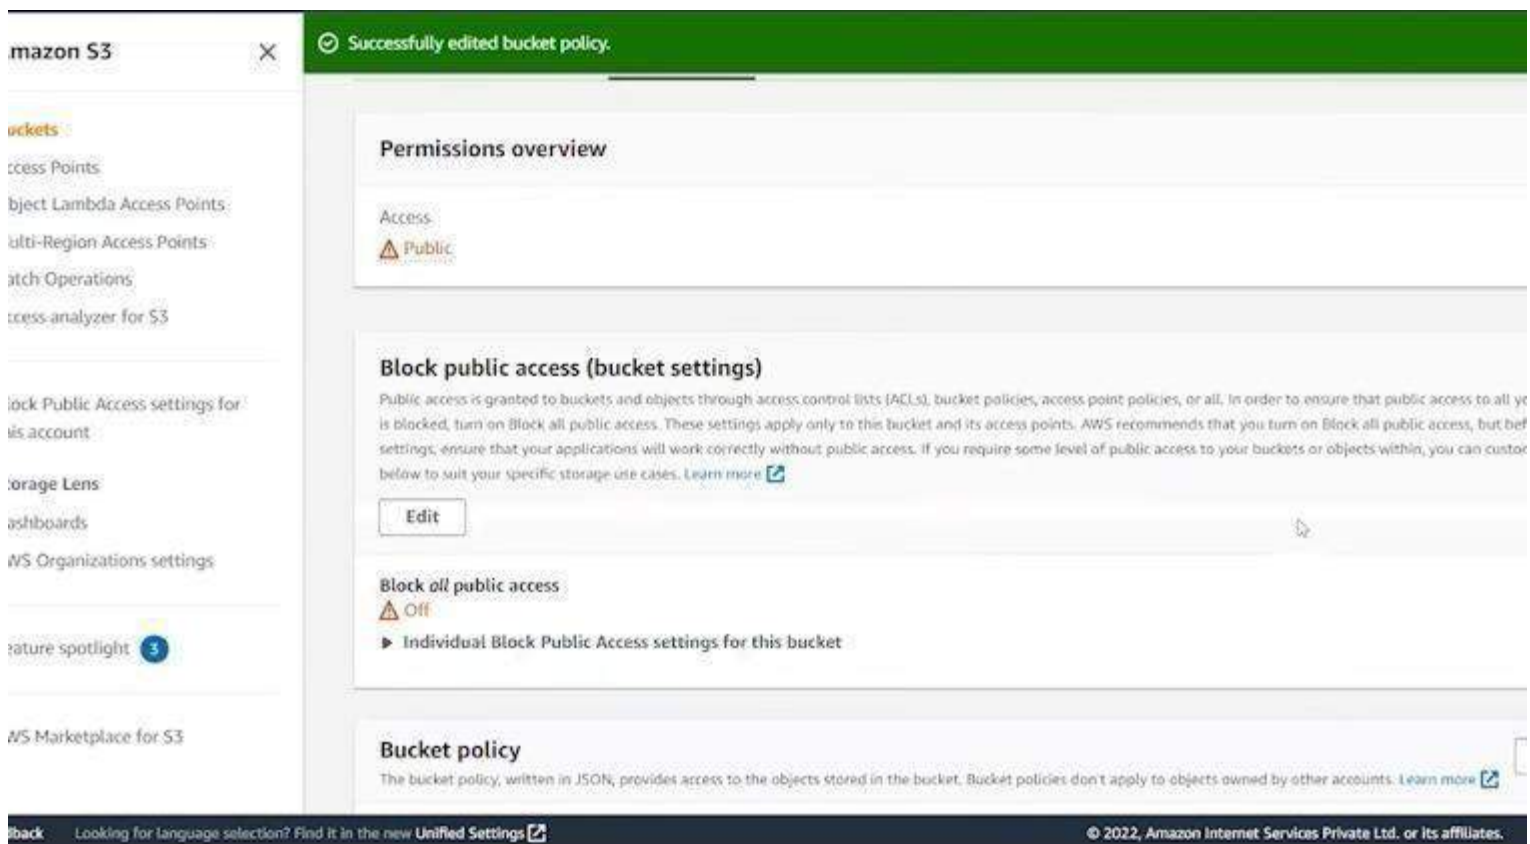 mazon S3
Successfully edited bucket policy.
uckets
ccess Points
bject Lambda Access Points
ulti-Region Access Points
atch Operations
ccess analyzer for S3
lock Public Access settings for
is account
torage Lens
ashboards
WS Organizations settings
eature spotlight 3
WS Marketplace for S3
Permissions overview
Access
Public
Block public access (bucket settings)
Public access is granted to buckets and objects through access control lists (ACLs), bucket policies, access point policies, or all. In order to ensure that public access to all yo
is blocked, turn on Block all public access. These settings apply only to this bucket and its access points. AWS recommends that you turn on Block all public access, but bef
settings, ensure that your applications will work correctly without public access. If you require some level of public access to your buckets or objects within, you can custo
below to suit your specific storage use cases. Learn more
Edit
Block all public access
Off
Individual Block Public Access settings for this bucket
Bucket policy
The bucket policy, written in JSON, provides access to the objects stored in the bucket. Bucket policies don't apply to objects owned by other accounts. Learn more
dback Looking for language selection? Find it in the new Unified Settings © 2022, Amazon Internet Services Private Ltd. or its affiliates.